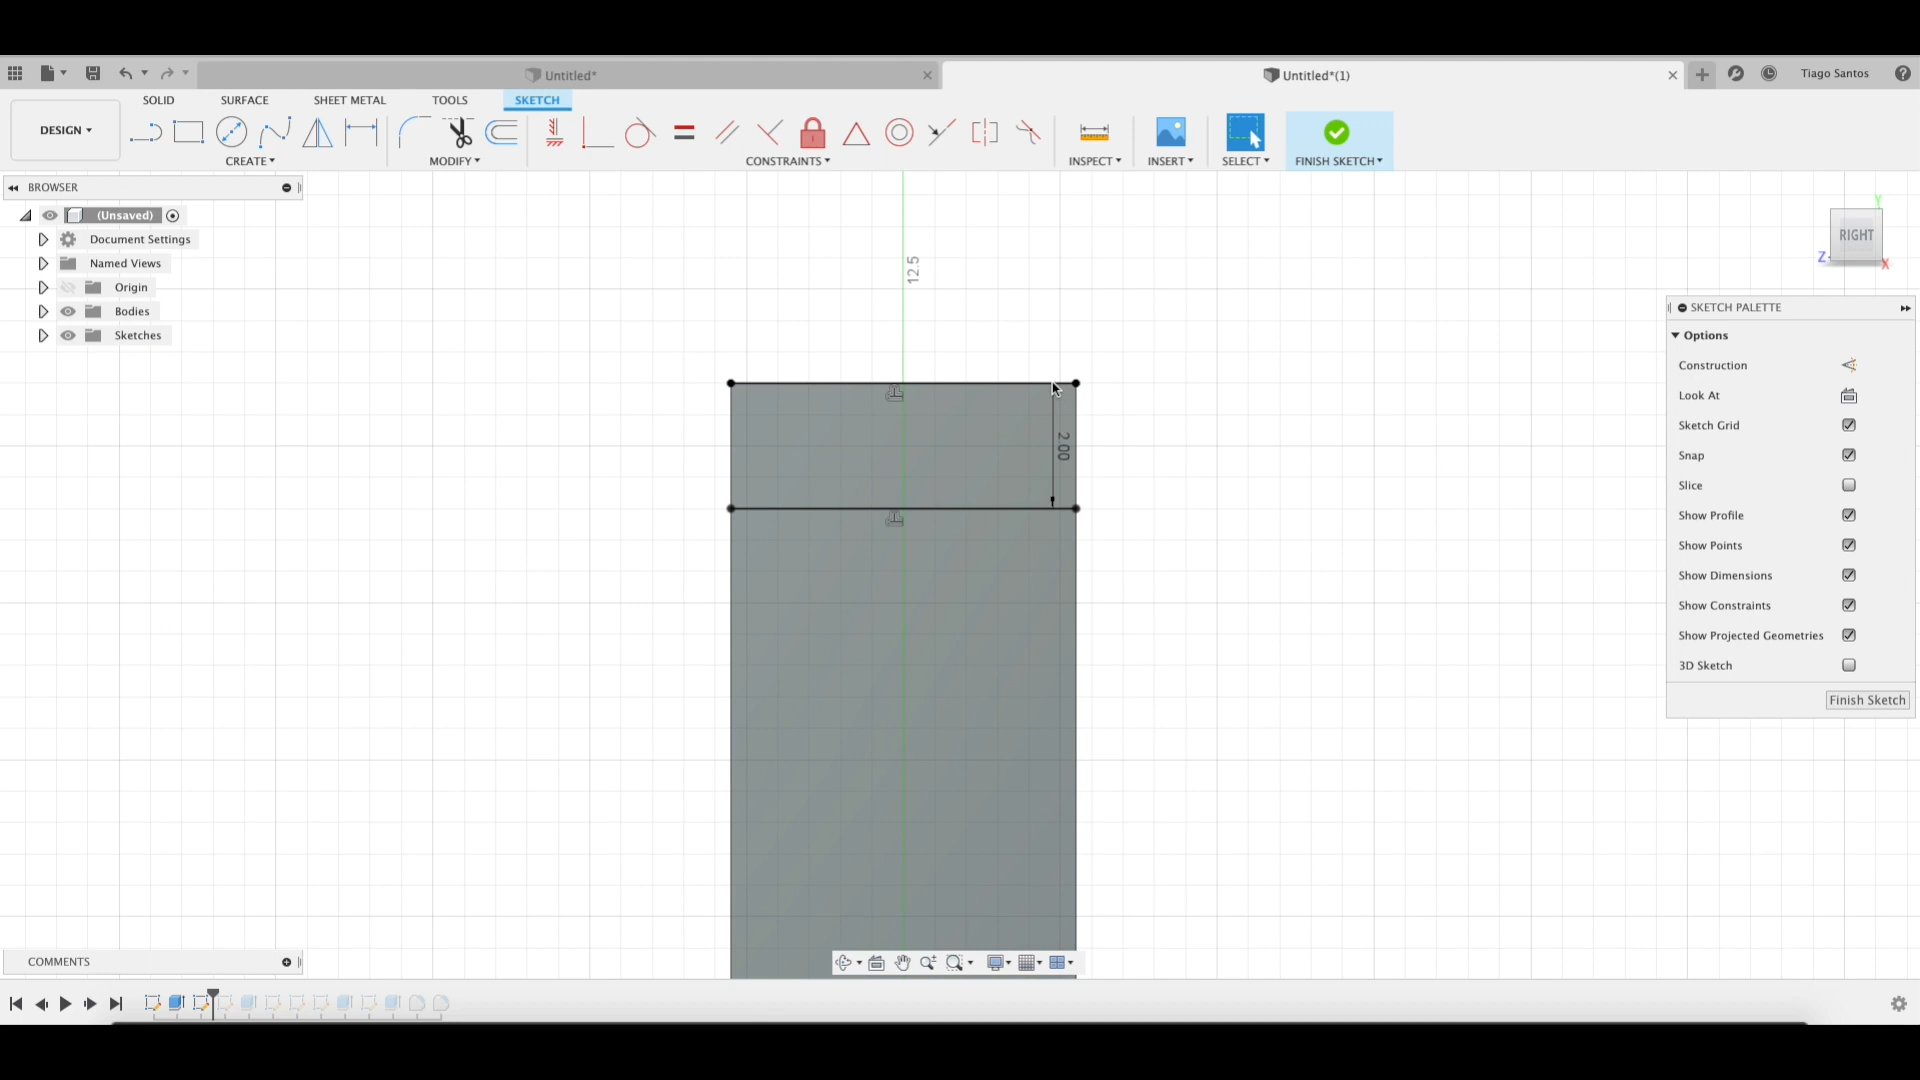 Untitled*
Untitled*(1)
Tiago Santos
SOLID
SURFACE
SHEET METAL
TOOLS
SKETCH
DESIGN
CREATE
MODIFY
CONSTRAINTS
INSPECT
INSERT
SELECT
FINISH SKETCH
BROWSER
(Unsaved)
Document Settings
Named Views
Origin
Bodies
Sketches
12.5
2.00
Y
RIGHT
Z
X
SKETCH PALETTE
Options
Construction
Look At
Sketch Grid
Snap
Slice
Show Profile
Show Points
Show Dimensions
Show Constraints
Show Projected Geometries
3D Sketch
Finish Sketch
COMMENTS